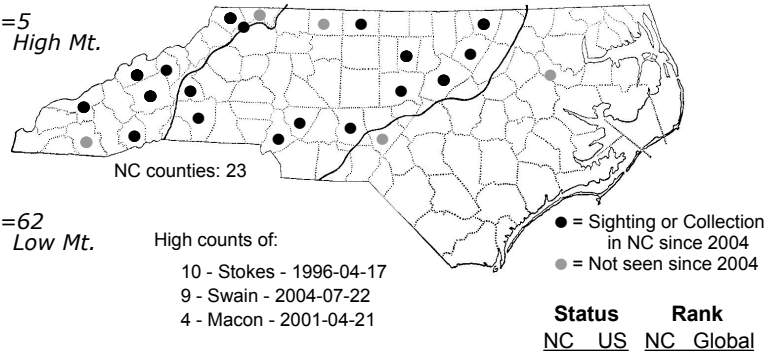 =5
High Mt.
NC counties: 23
=62
Low Mt.
High counts of:
10 - Stokes - 1996-04-17
9 - Swain - 2004-07-22
4 - Macon - 2001-04-21
● = Sighting or Collection
in NC since 2004
● = Not seen since 2004
Status Rank
NC US NC Global